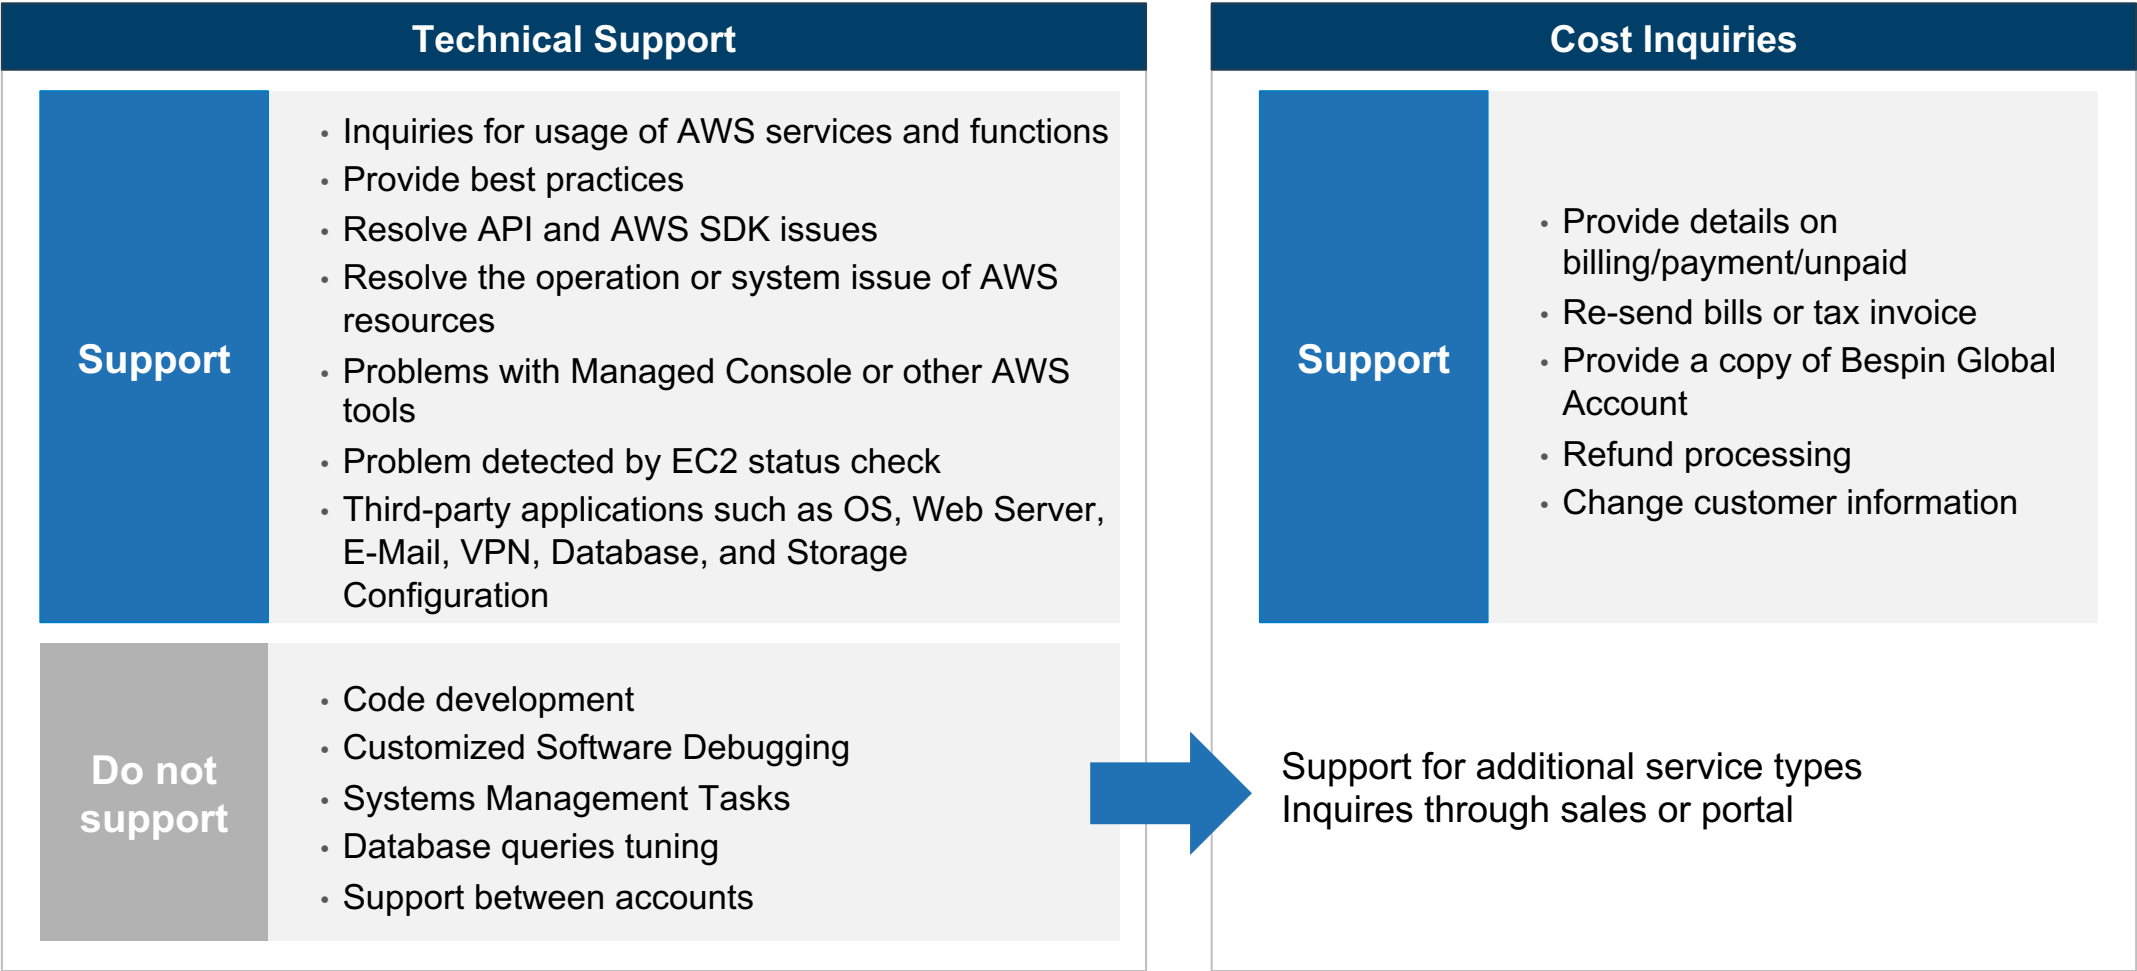 Technical Support
Support
• Inquiries for usage of AWS services and functions
• Provide best practices
• Resolve API and AWS SDK issues
• Resolve the operation or system issue of AWS
resources
• Problems with Managed Console or other AWS
tools
• Problem detected by EC2 status check
• Third-party applications such as OS, Web Server,
E-Mail, VPN, Database, and Storage
Configuration
Do not
support
• Code development
• Customized Software Debugging
• Systems Management Tasks
• Database queries tuning
• Support between accounts
Cost Inquiries
Support
• Provide details on
billing/payment/unpaid
• Re-send bills or tax invoice
• Provide a copy of Bespin Global
Account
• Refund processing
• Change customer information
Support for additional service types
Inquires through sales or portal